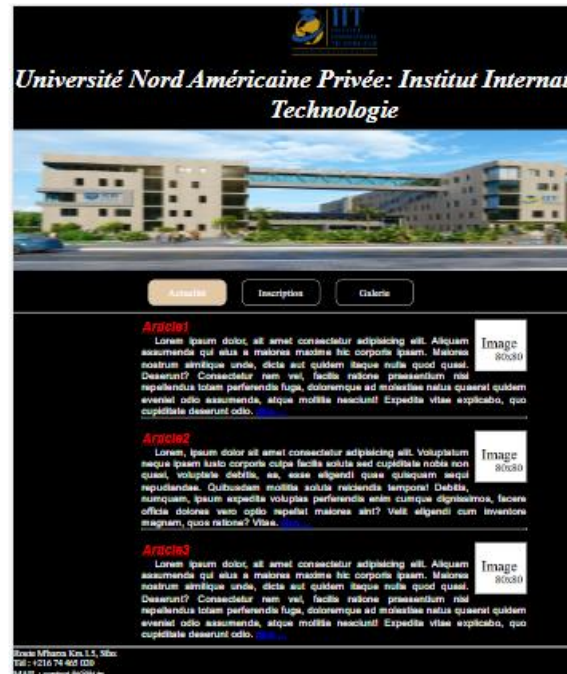 IIT
INSTITUT
INTERNATIONAL
TECHNOLOGIE
Université Nord Américaine Privée: Institut Internat
Technologie
Actualité
Inscription
Galerie
Article1
Image
80x80
Lorem ipsum dolor, sit amet consectetur adipisicing elit. Aliquam
assumenda qui eius a maiores maxime hic corporis ipsam. Maiores
nostrum similique unde, dicta aut quidem itaque nulla quod quasi.
Deserunt? Consectetur rem vel, facilis ratione praesentium nisi
repellendus totam perferendis fuga, doloremque ad molestiae natus quaerat quidem
eveniet odio assumenda, atque mollitia nesciunt! Expedita vitae explicabo, quo
cupiditate deserunt odio.
Article2
Image
80x80
Lorem, ipsum dolor sit amet consectetur adipisicing elit. Voluptatum
neque ipsam iusto corporis culpa facilis soluta sed cupiditate nobis non
quasi, voluptate debitis, ea, esse eligendi quae quisquam sequi
repudiandae. Quibusdam mollitia soluta reiciendis tempora! Debitis,
numquam, ipsum expedita voluptas perferendis enim cumque dignissimos, facere
officia dolores vero optio repellat maiores sint? Velit eligendi cum inventore
magnam, quos ratione? Vitae.
Article3
Image
80x80
Lorem ipsum dolor, sit amet consectetur adipisicing elit. Aliquam
assumenda qui eius a maiores maxime hic corporis ipsam. Maiores
nostrum similique unde, dicta aut quidem itaque nulla quod quasi.
Deserunt? Consectetur rem vel, facilis ratione praesentium nisi
repellendus totam perferendis fuga, doloremque ad molestiae natus quaerat quidem
eveniet odio assumenda, atque mollitia nesciunt! Expedita vitae explicabo, quo
cupiditate deserunt odio.
Route Mharza Km 1.5, Sfax
Tél : +216 74 465 020